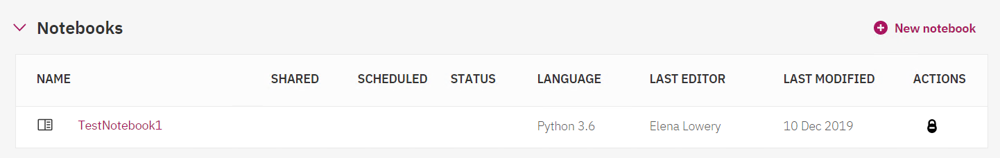 Notebooks
New notebook
NAME SHARED SCHEDULED STATUS LANGUAGE LAST EDITOR LAST MODIFIED ACTIONS
TestNotebook1 Python 3.6 Elena Lowery 10 Dec 2019